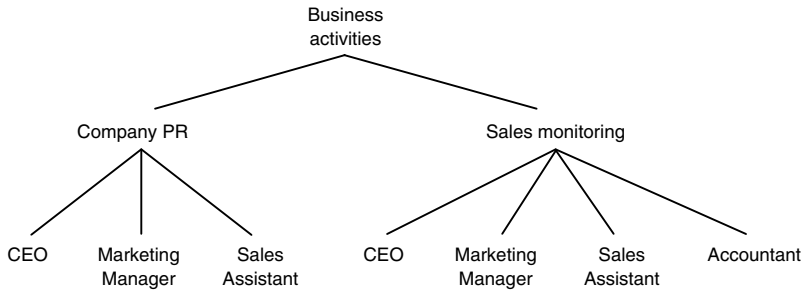 Business
activities
Company PR
Sales monitoring
CEO
Marketing
Manager
Sales
Assistant
CEO
Marketing
Manager
Sales
Assistant
Accountant